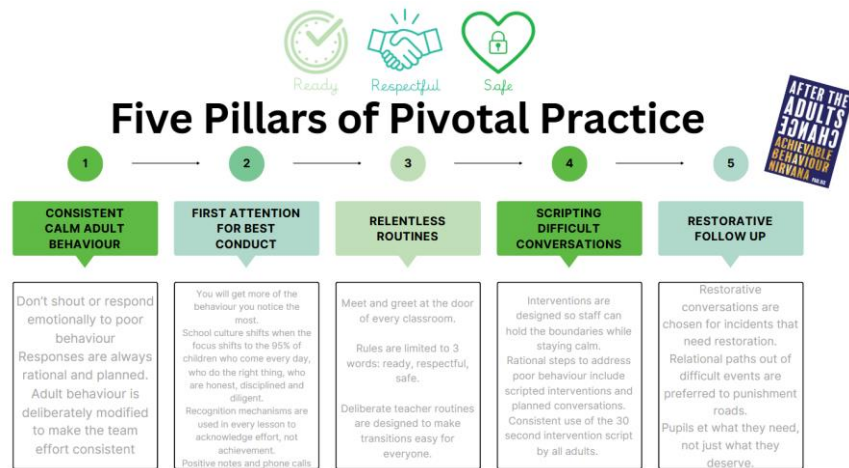 Ready Respectful Safe
Five Pillars of Pivotal Practice
AFTER THE
ADULTS
CHANGE
ACHIEVABLE
BEHAVIOUR
NIRVANA
PAUL DIX
1 2 3 4 5
CONSISTENT
CALM ADULT
BEHAVIOUR
Don't shout or respond
emotionally to poor
behaviour
Responses are always
rational and planned.
Adult behaviour is
deliberately modified
to make the team
effort consistent
FIRST ATTENTION
FOR BEST
CONDUCT
You will get more of the
behaviour you notice the
most.
School culture shifts when the
focus shifts to the 95% of
children who come every day,
who do the right thing, who
are honest, disciplined and
diligent.
Recognition mechanisms are
used in every lesson to
acknowledge effort, not
achievement.
Positive notes and phone calls
RELENTLESS
ROUTINES
Meet and greet at the door
of every classroom.
Rules are limited to 3
words: ready, respectful,
safe.
Deliberate teacher routines
are designed to make
transitions easy for
everyone.
SCRIPTING
DIFFICULT
CONVERSATIONS
Interventions are
designed so staff can
hold the boundaries while
staying calm.
Rational steps to address
poor behaviour include
scripted interventions and
planned conversations.
Consistent use of the 30
second intervention script
by all adults.
RESTORATIVE
FOLLOW UP
Restorative
conversations are
chosen for incidents that
need restoration.
Relational paths out of
difficult events are
preferred to punishment
roads.
Pupils et what they need,
not just what they
deserve.